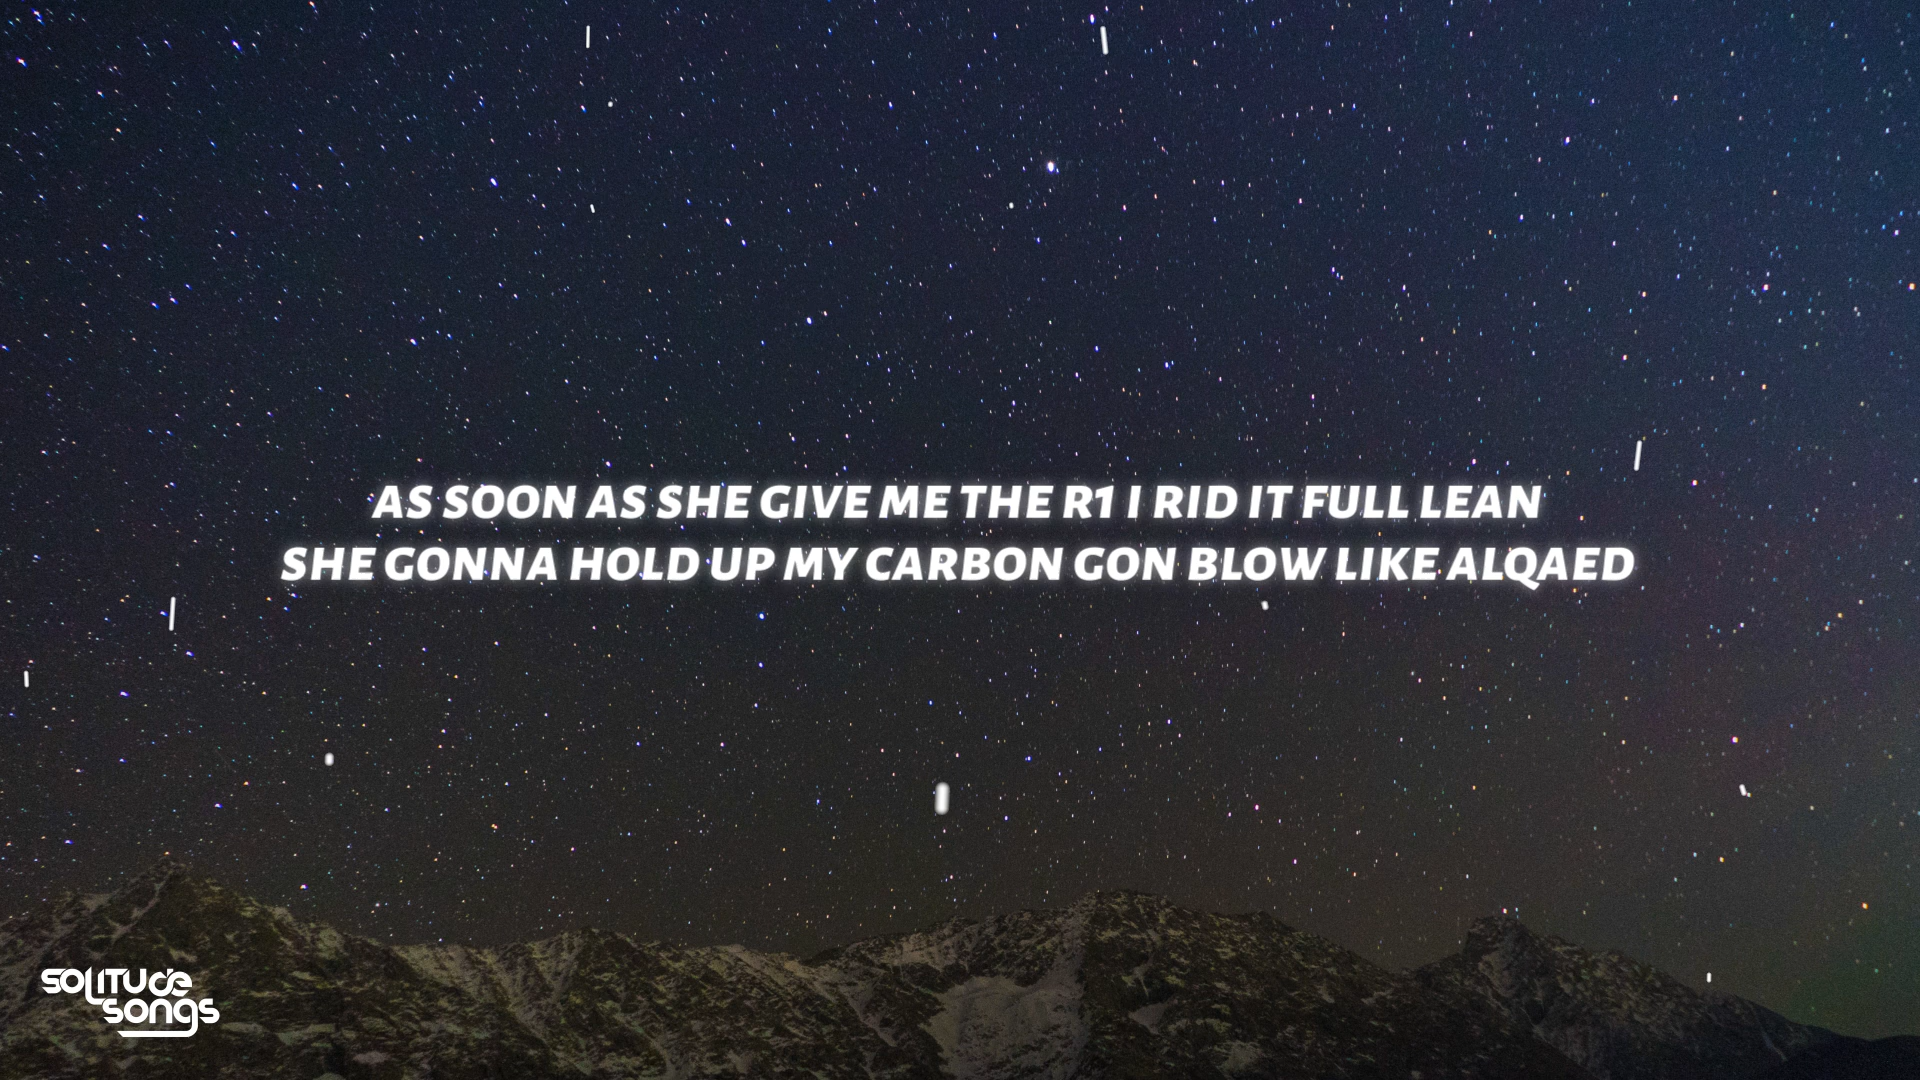 AS SOON AS SHE GIVE ME THE R1 I RID IT FULL LEAN
SHE GONNA HOLD UP MY CARBON GON BLOW LIKE ALQAED
SOLITUDE
SONGS